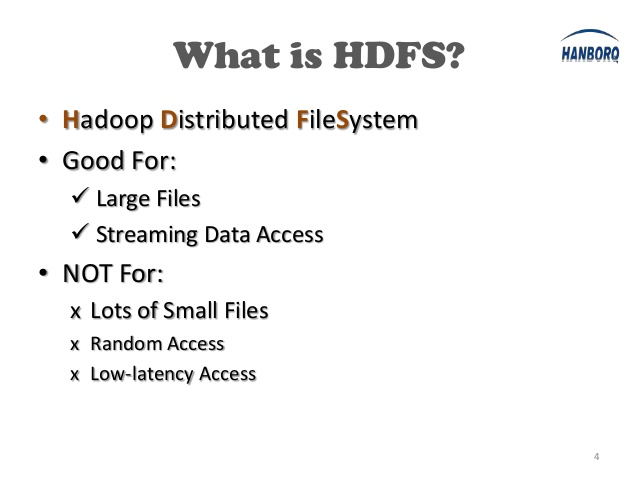 What is HDFS?
HANBORQ
• Hadoop Distributed FileSystem
• Good For:
✓ Large Files
✓ Streaming Data Access
• NOT For:
x Lots of Small Files
x Random Access
x Low-latency Access
4